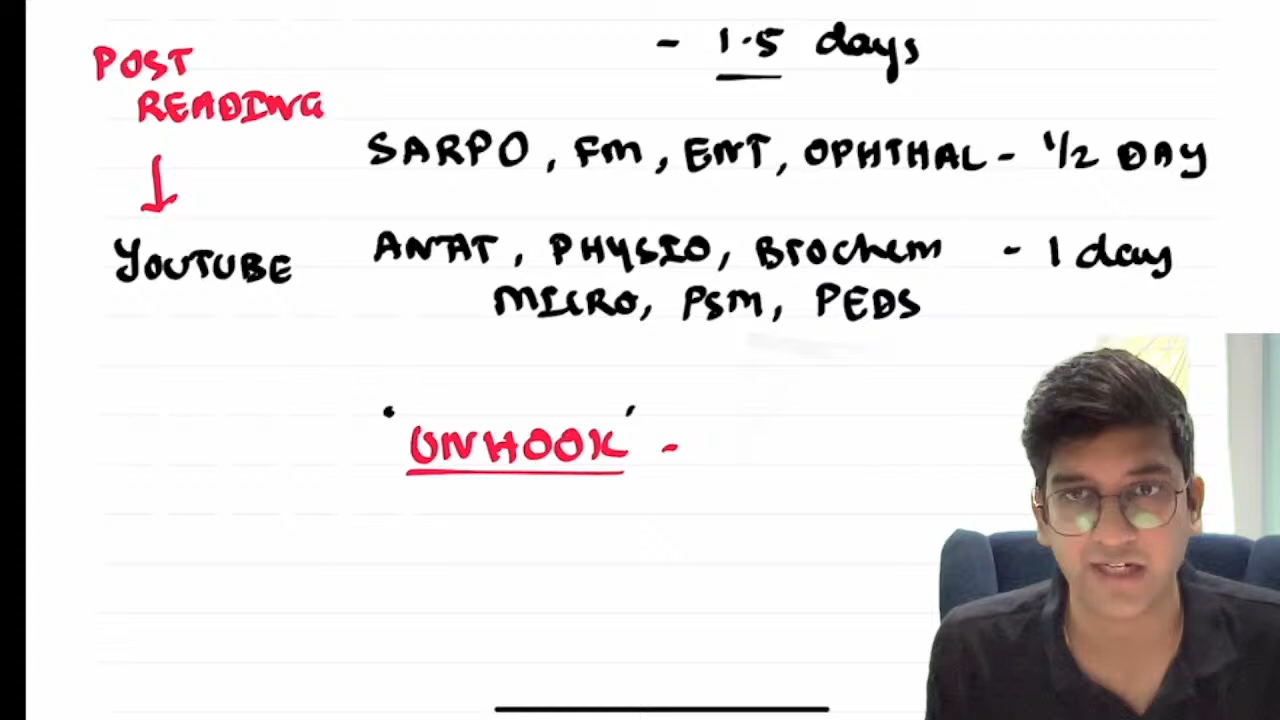 - 1.5 days
POST
READING
SARPO, FM, ENT, OPHTHAL - 1/2 DAY
YOUTUBE
ANAT, PHYSIO, Biochem - 1 day
MICRO, PSM, PEDS
'UNHOOK' -